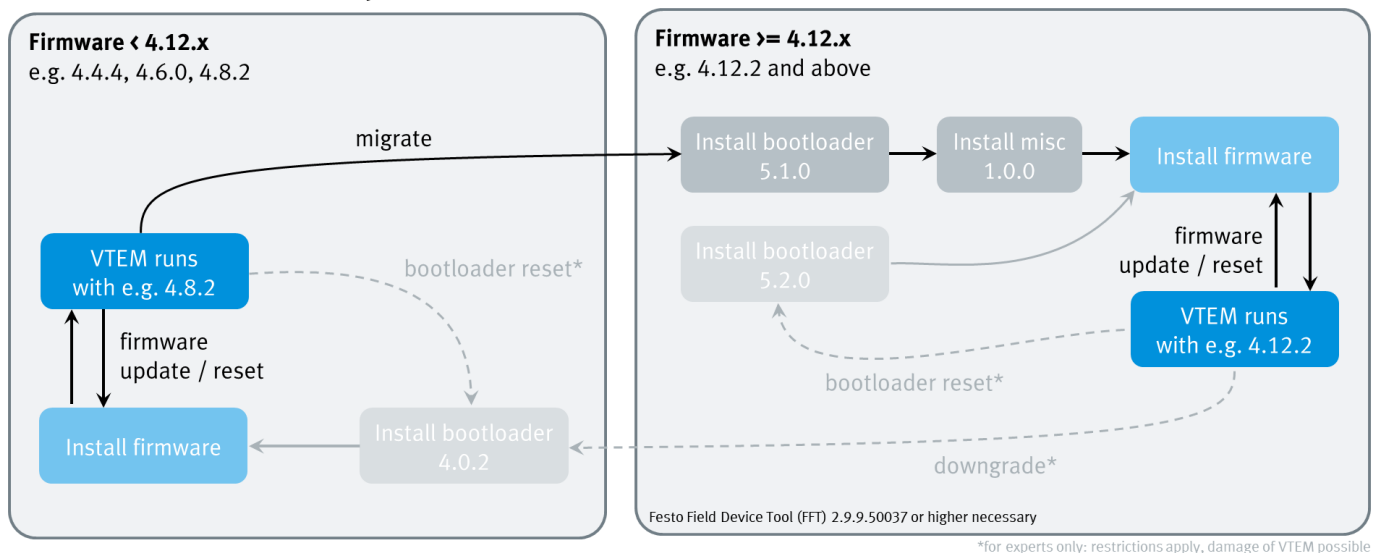 Firmware < 4.12.x
e.g. 4.4.4, 4.6.0, 4.8.2
migrate
VTEM runs
with e.g. 4.8.2
bootloader reset*
firmware
update / reset
Install firmware
Install bootloader
4.0.2
Firmware >= 4.12.x
e.g. 4.12.2 and above
Install bootloader
5.1.0
Install misc
1.0.0
Install firmware
Install bootloader
5.2.0
firmware
update / reset
VTEM runs
with e.g. 4.12.2
bootloader reset*
downgrade*
Festo Field Device Tool (FFT) 2.9.9.50037 or higher necessary
*for experts only: restrictions apply, damage of VTEM possible